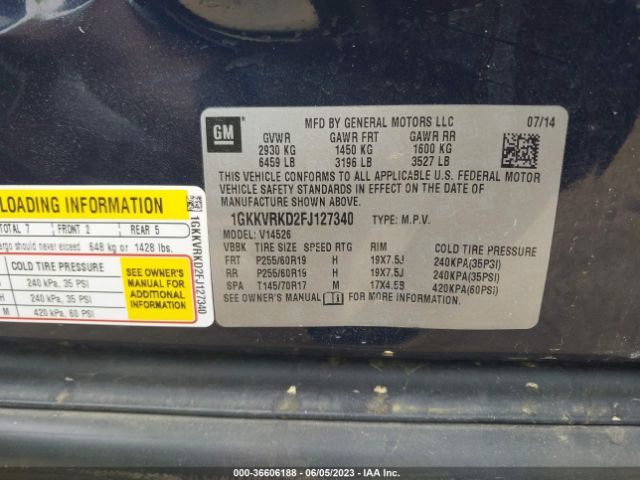 LOADING INFORMATION
TOTAL 7 FRONT 2 REAR 5
cargo should never exceed 648 kg or 1428 lbs.
COLD TIRE PRESSURE
240 kPa, 35 PSI
H 240 kPa, 35 PSI
M 420 kPa, 60 PSI
SEE OWNER'S
MANUAL FOR
ADDITIONAL
INFORMATION
1GKKVRKD2FJ127340
GM
MFD BY GENERAL MOTORS LLC 07/14
GVWR GAWR FRT GAWR RR
2930 KG 1450 KG 1600 KG
6459 LB 3196 LB 3527 LB
THIS VEHICLE CONFORMS TO ALL APPLICABLE U.S. FEDERAL MOTOR
VEHICLE SAFETY STANDARDS IN EFFECT ON THE DATE OF MANUFACTURE
SHOWN ABOVE.
1GKKVRKD2FJ127340 TYPE: M.P.V.
MODEL: V14526
VBBK TIRE SIZE SPEED RTG RIM COLD TIRE PRESSURE
FRT P255/60R19 H 19X7.5J 240KPA(35PSI)
RR P255/60R19 H 19X7.5J 240KPA(35PSI)
SPA T145/70R17 M 17X4.5B 420KPA(60PSI)
SEE OWNER'S MANUAL FOR MORE INFORMATION.
000-36606188 - 06/05/2023 - IAAI.com